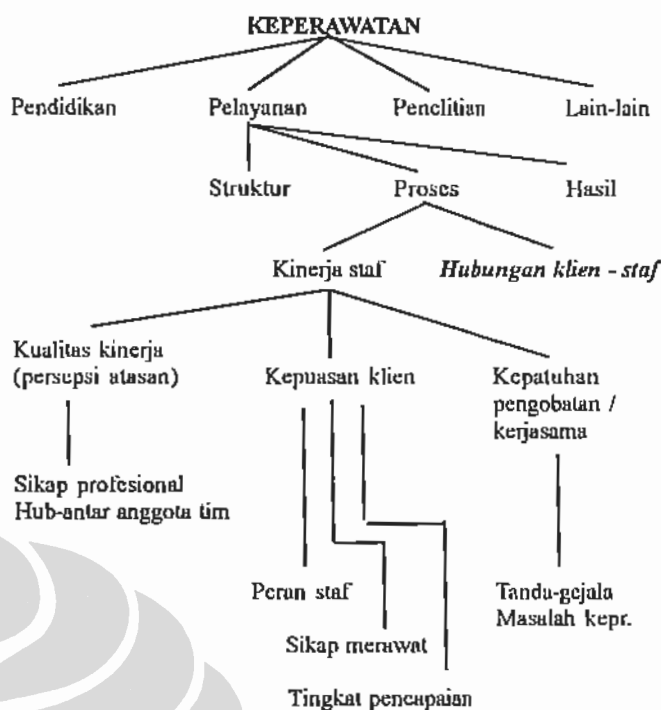 KEPERAWATAN
Pendidikan Pelayanan Penelitian Lain-lain
Struktur Proses Hasil
Kinerja staf Hubungan klien - staf
Kualitas kinerja
(persepsi atasan)
Kepuasan klien
Kepatuhan
pengobatan /
kerjasama
Sikap profesional
Hub-antar anggota tim
Peran staf
Sikap merawat
Tingkat pencapaian
Tanda-gejala
Masalah kepr.